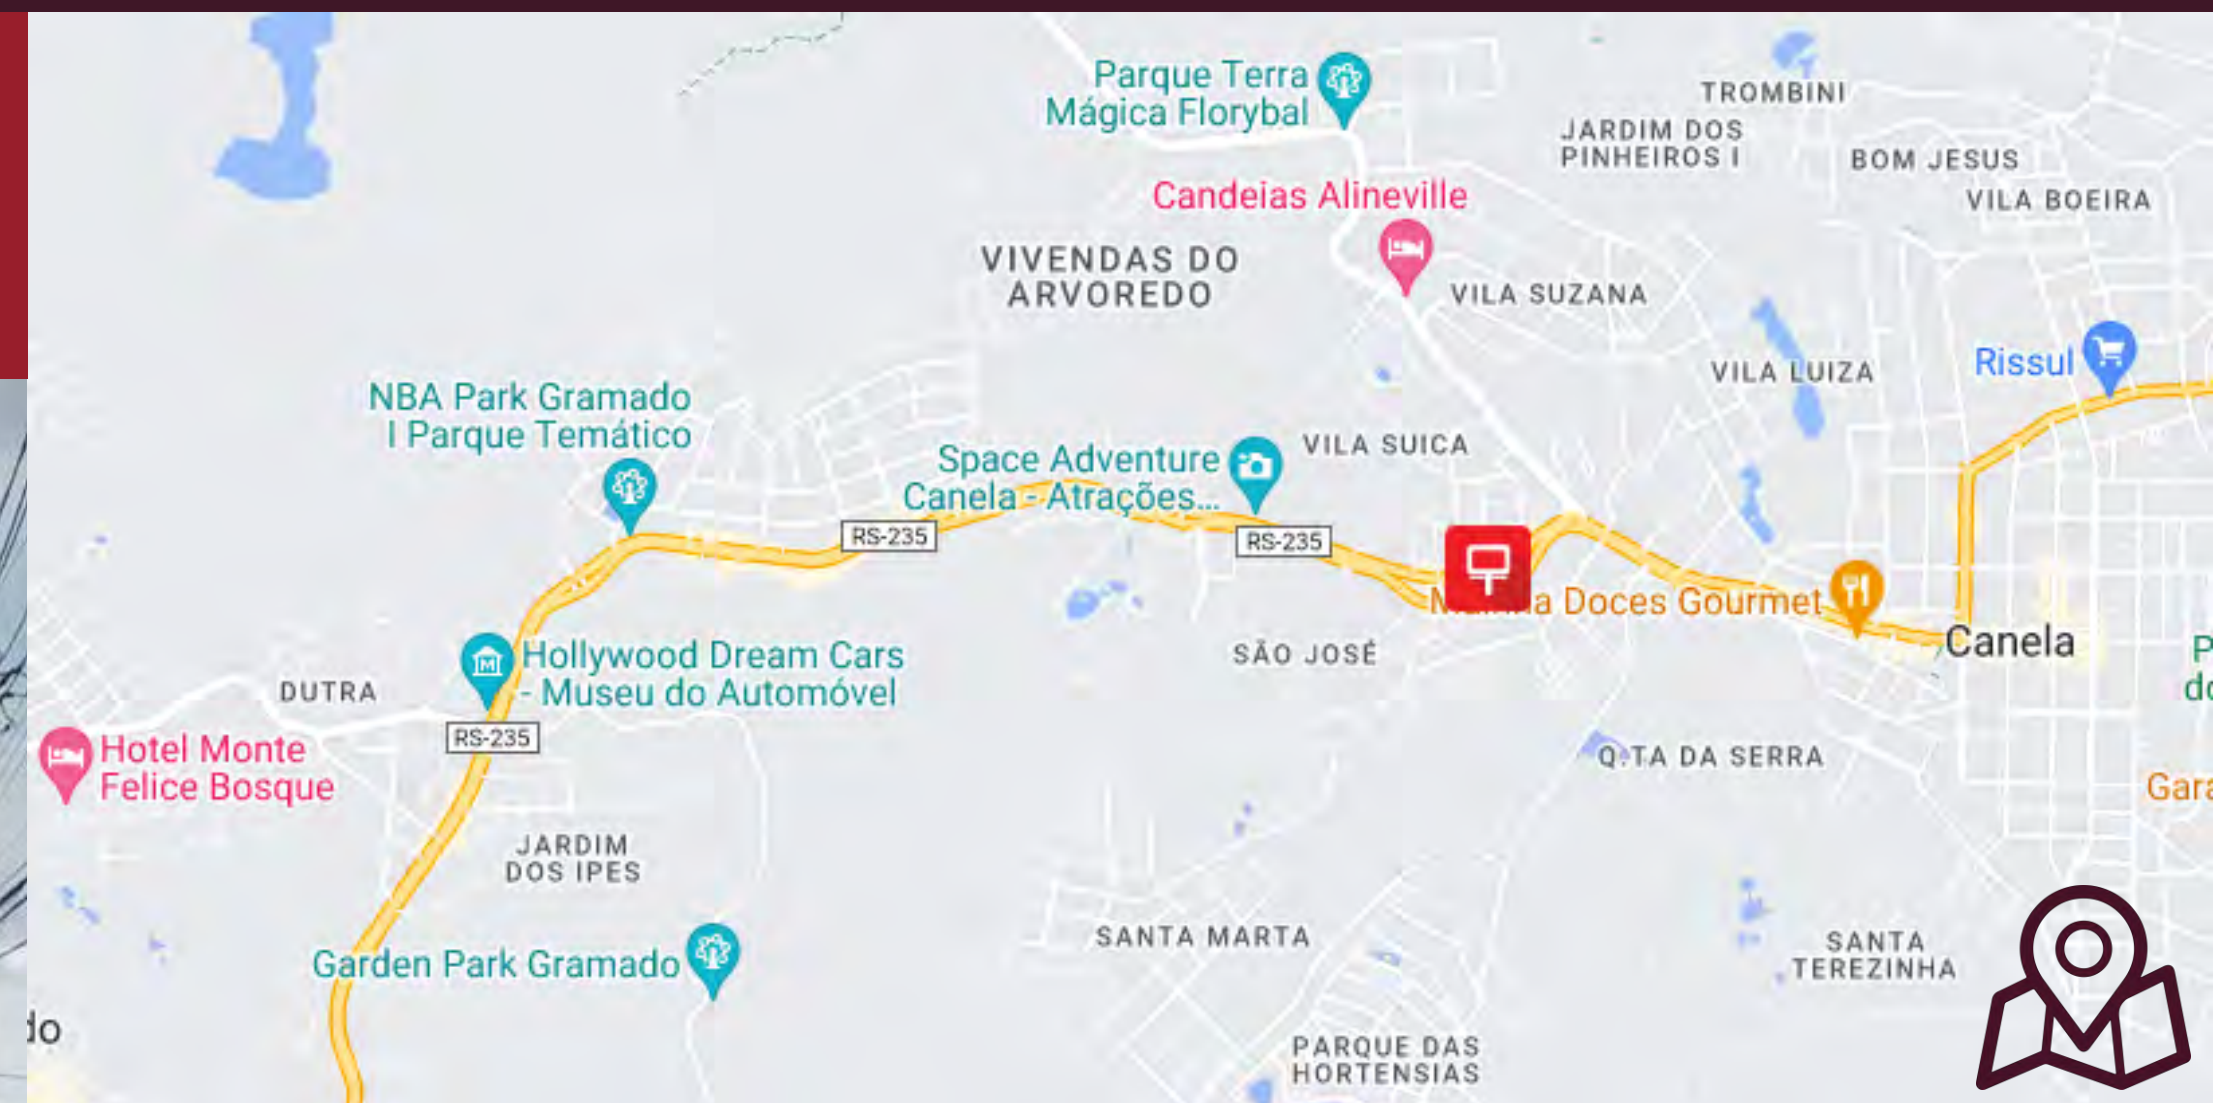 Parque Terra
Mágica Florybal
TROMBINI
JARDIM DOS
PINHEIROS I
BOM JESUS
VILA BOEIRA
Candeias Alineville
VIVENDAS DO
ARVOREDO
VILA SUZANA
VILA LUIZA
Rissul
NBA Park Gramado
I Parque Temático
Space Adventure
Canela - Atrações...
VILA SUICA
RS-235
RS-235
Doces Gourmet
Canela
SÃO JOSÉ
Hollywood Dream Cars
- Museu do Automóvel
DUTRA
RS-235
Hotel Monte
Felice Bosque
Q.TA DA SERRA
JARDIM
DOS IPES
Garden Park Gramado
SANTA MARTA
SANTA
TEREZINHA
PARQUE DAS
HORTENSIAS